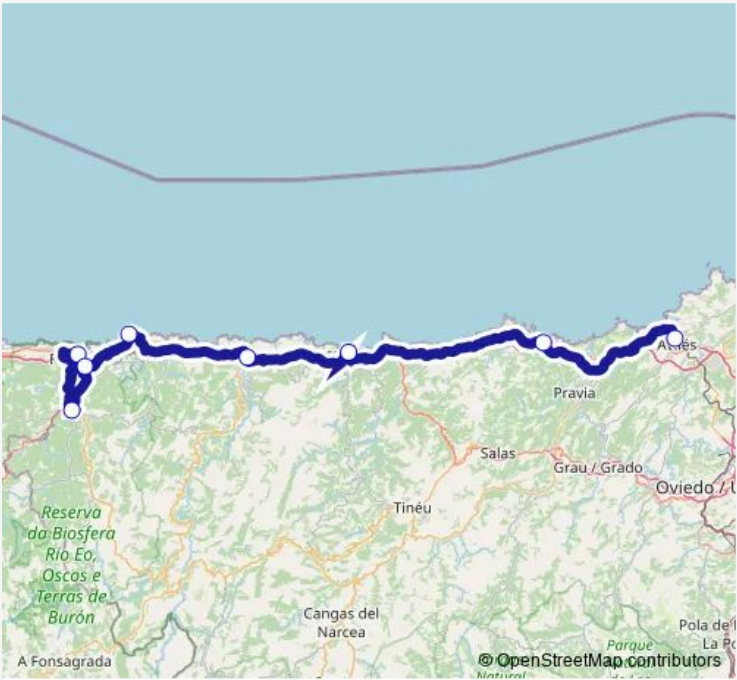 Pravia
Salas
Grau / Grado
Oviedo / U
Tinéu
Reserva
da Biosfera
Río Eo,
Oscos e
Terras de
Burón
Cangas del
Narcea
Pola de
La Po
A Fonsagrada
Parque
Natural
© OpenStreetMap contributors